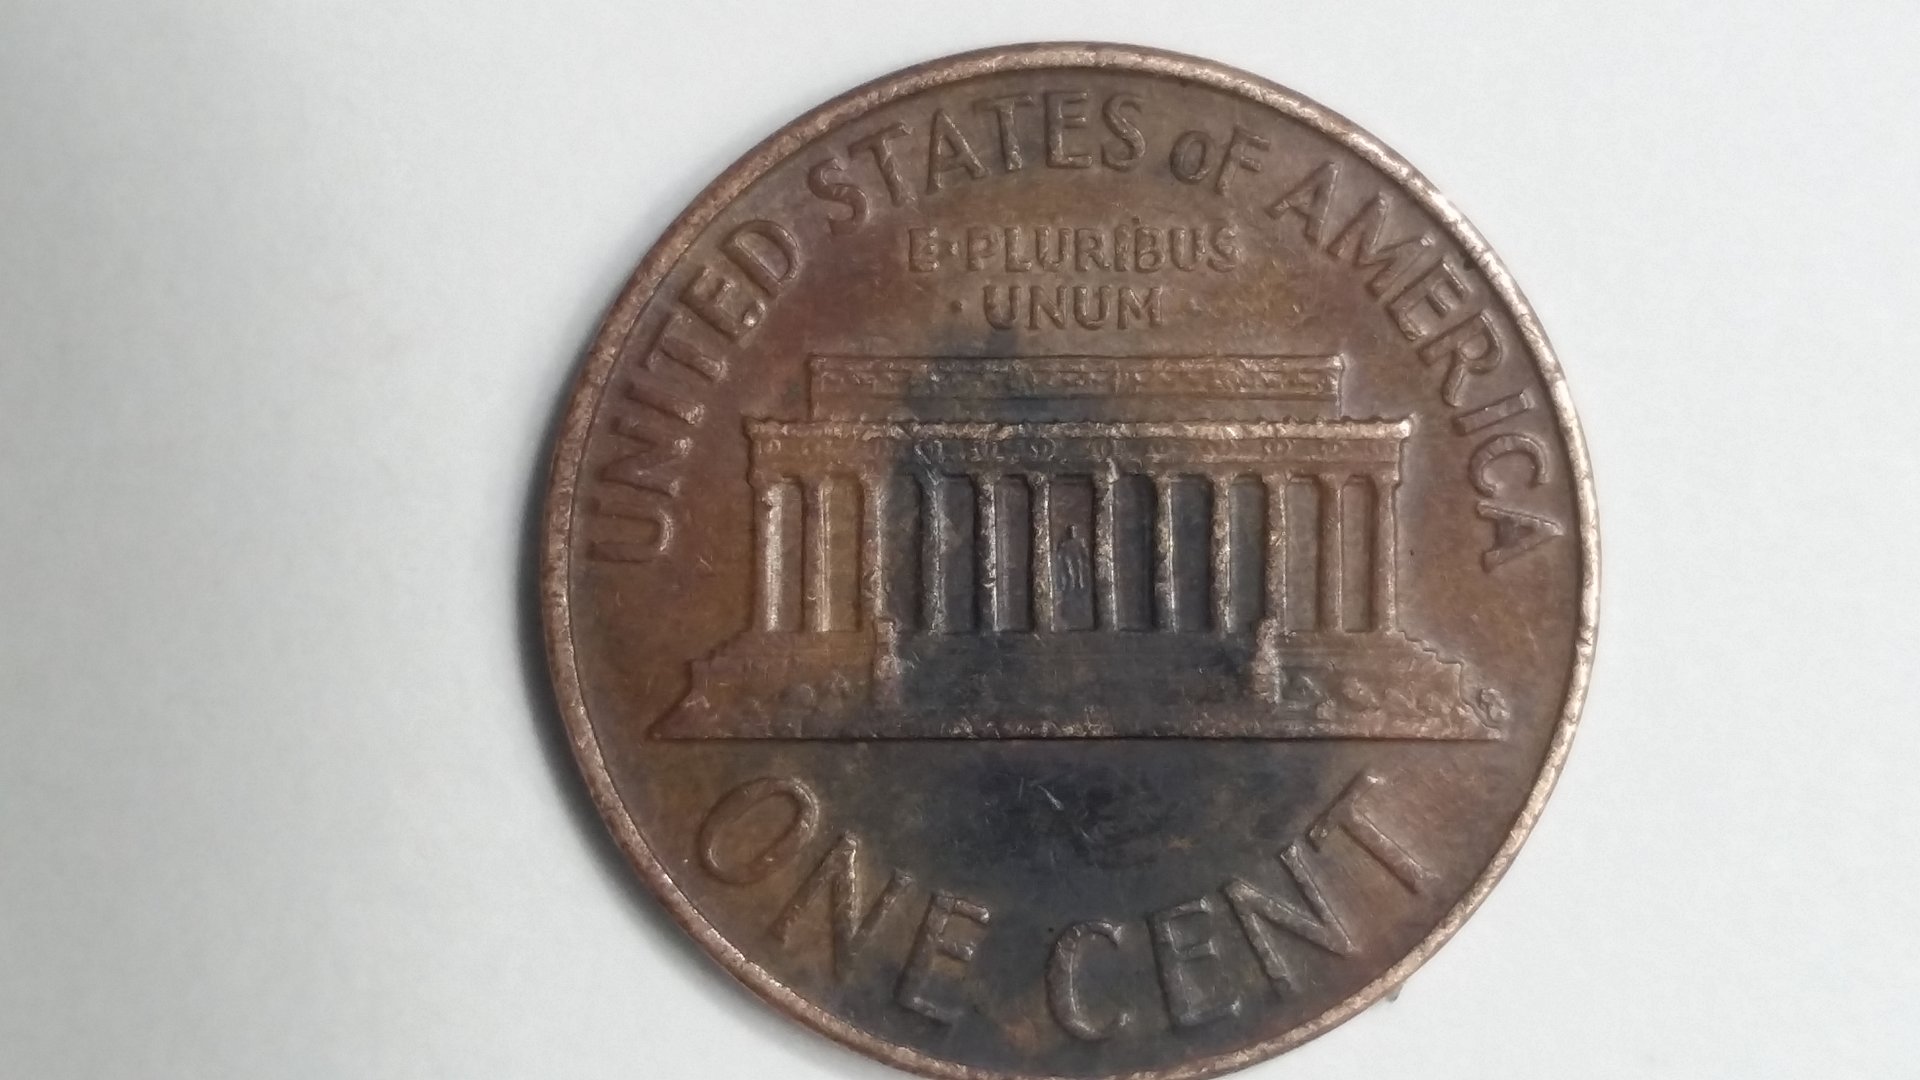 UNITED STATES OF AMERICA
E·PLURIBUS
·UNUM·
ONE CENT